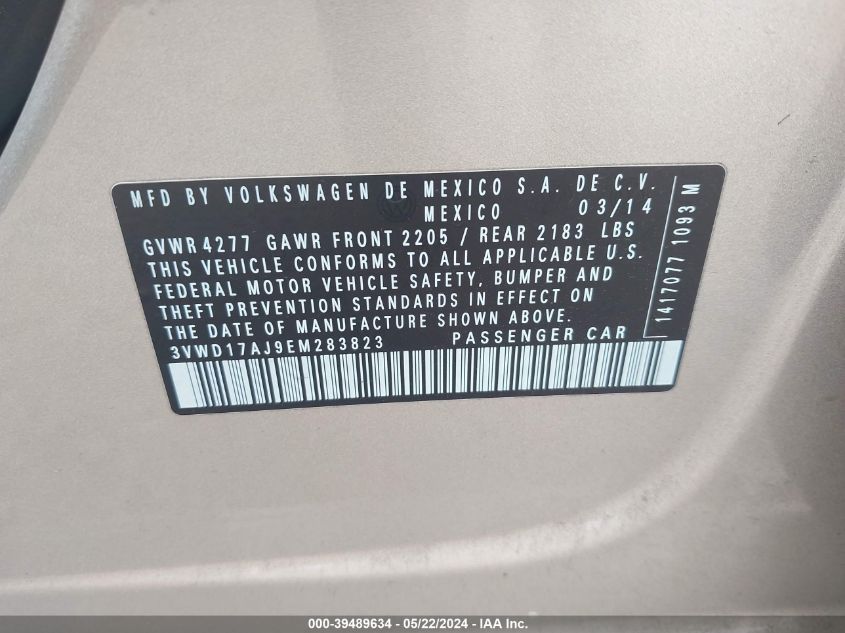 MFD BY VOLKSWAGEN DE MEXICO S.A. DE C.V.
MEXICO 03/14
GVWR 4277 GAWR FRONT 2205 / REAR 2183 LBS
THIS VEHICLE CONFORMS TO ALL APPLICABLE U.S.
FEDERAL MOTOR VEHICLE SAFETY, BUMPER AND
THEFT PREVENTION STANDARDS IN EFFECT ON
THE DATE OF MANUFACTURE SHOWN ABOVE.
3VWD17AJ9EM283823 PASSENGER CAR
1417077 1093 M
000-39489634 - 05/22/2024 - IAA Inc.